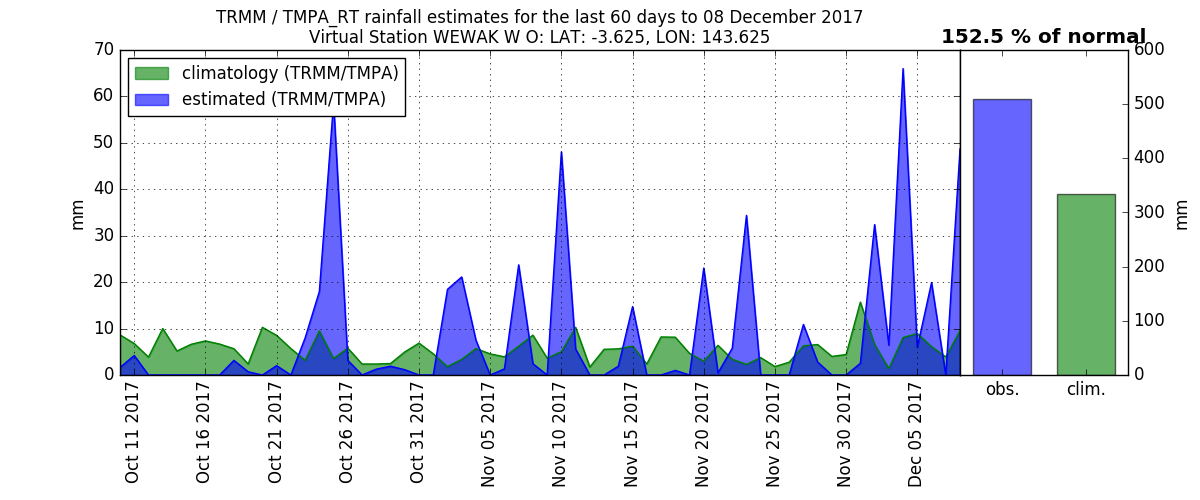 TRMM / TMPA_RT rainfall estimates for the last 60 days to 08 December 2017
Virtual Station WEWAK W O: LAT: -3.625, LON: 143.625
152.5 % of normal
climatology (TRMM/TMPA)
estimated (TRMM/TMPA)
70
60
50
40
30
20
10
0
mm
600
500
400
300
200
100
0
mm
Oct 11 2017
Oct 16 2017
Oct 21 2017
Oct 26 2017
Oct 31 2017
Nov 05 2017
Nov 10 2017
Nov 15 2017
Nov 20 2017
Nov 25 2017
Nov 30 2017
Dec 05 2017
obs.
clim.